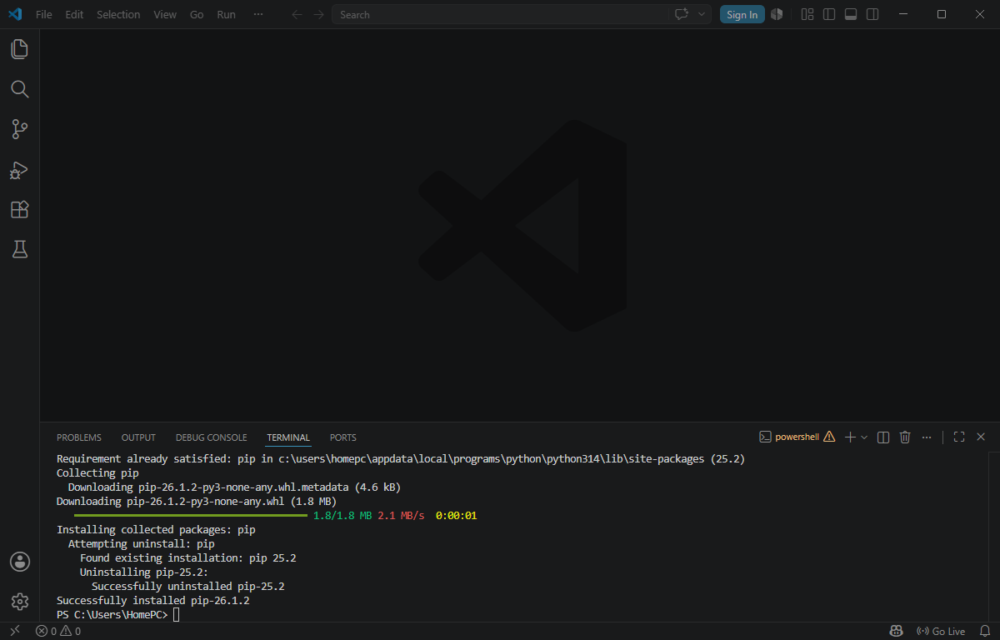 File Edit Selection View Go Run ··· Search Sign In
PROBLEMS OUTPUT DEBUG CONSOLE TERMINAL PORTS powershell
Requirement already satisfied: pip in c:\users\homepc\appdata\local\programs\python\python314\lib\site-packages (25.2)
Collecting pip
  Downloading pip-26.1.2-py3-none-any.whl.metadata (4.6 kB)
Downloading pip-26.1.2-py3-none-any.whl (1.8 MB)
1.8/1.8 MB 2.1 MB/s 0:00:01
Installing collected packages: pip
  Attempting uninstall: pip
    Found existing installation: pip 25.2
    Uninstalling pip-25.2:
      Successfully uninstalled pip-25.2
Successfully installed pip-26.1.2
PS C:\Users\HomePC>
0 0 Go Live